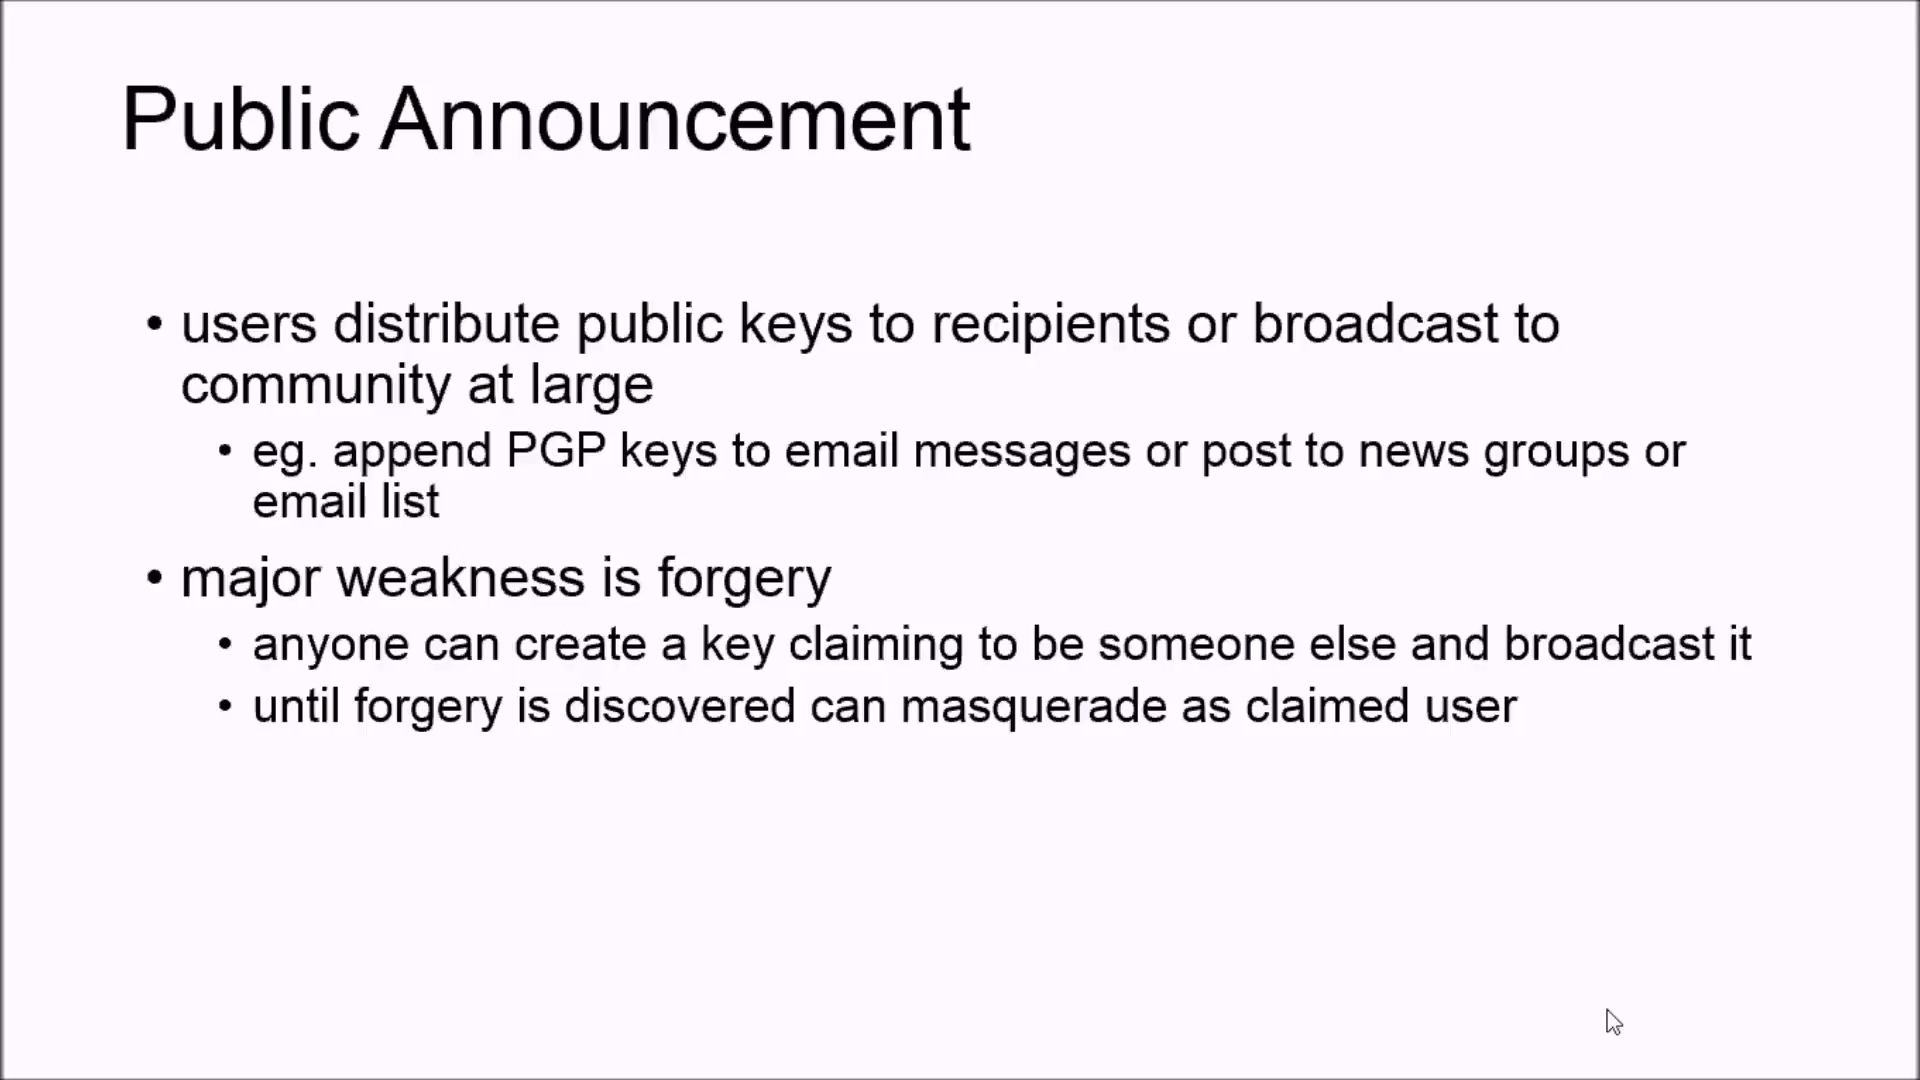 Public Announcement
• users distribute public keys to recipients or broadcast to
community at large
• eg. append PGP keys to email messages or post to news groups or
email list
• major weakness is forgery
• anyone can create a key claiming to be someone else and broadcast it
• until forgery is discovered can masquerade as claimed user